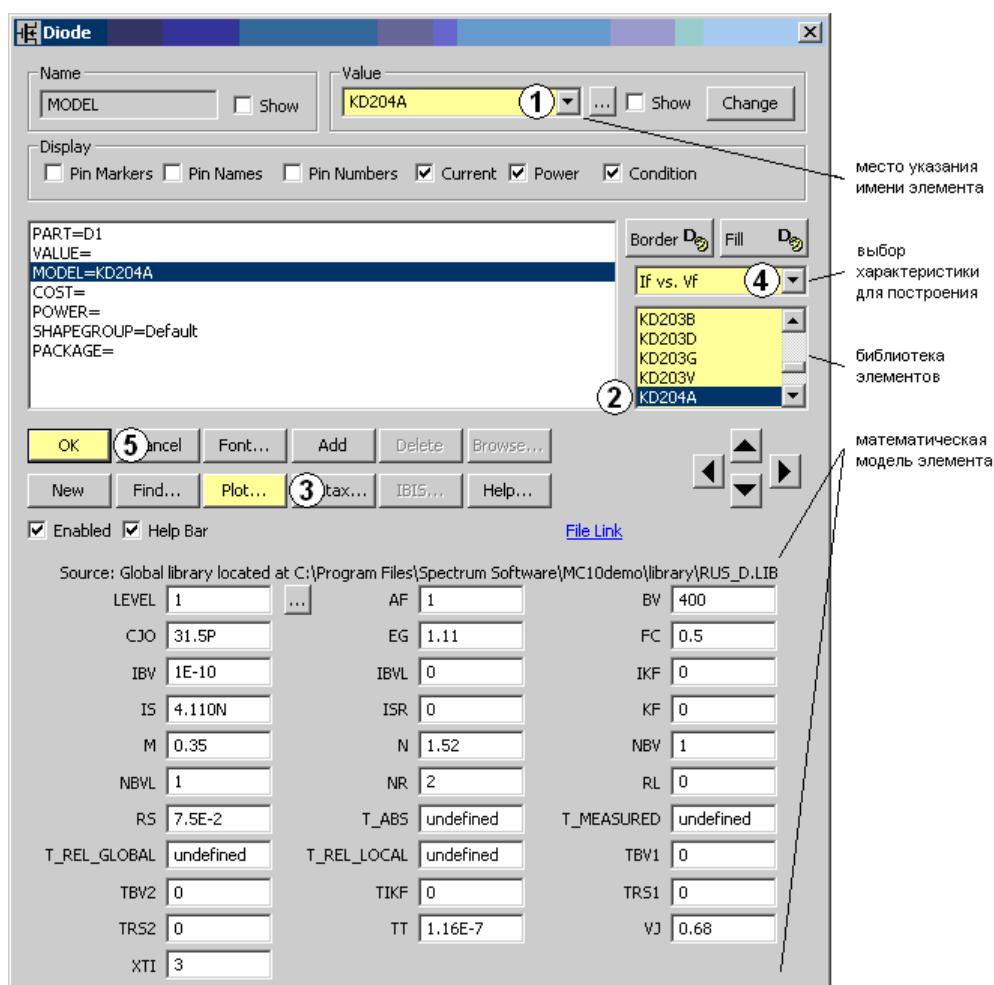 Diode
Name
Value
MODEL
Show
KD204A
1
...
Show
Change
Display
Pin Markers
Pin Names
Pin Numbers
Current
Power
Condition
место указания
имени элемента
PART=D1
VALUE=
MODEL=KD204A
COST=
POWER=
SHAPEGROUP=Default
PACKAGE=
Border D
Fill D
If vs. Vf
4
выбор
характеристики
для построения
KD203B
KD203D
KD203G
KD203V
KD204A
2
библиотека
элементов
OK
5
ancel
Font...
Add
Delete
Browse...
New
Find...
Plot...
3
tax...
IBIS...
Help...
математическая
модель элемента
Enabled
Help Bar
File Link
Source: Global library located at C:\Program Files\Spectrum Software\MC10demo\library\RUS_D.LIB
LEVEL 1 ... AF 1 BV 400
CJO 31.5P EG 1.11 FC 0.5
IBV 1E-10 IBVL 0 IKF 0
IS 4.110N ISR 0 KF 0
M 0.35 N 1.52 NBV 1
NBVL 1 NR 2 RL 0
RS 7.5E-2 T_ABS undefined T_MEASURED undefined
T_REL_GLOBAL undefined T_REL_LOCAL undefined TBV1 0
TBV2 0 TIKF 0 TRS1 0
TRS2 0 TT 1.16E-7 VJ 0.68
XTI 3